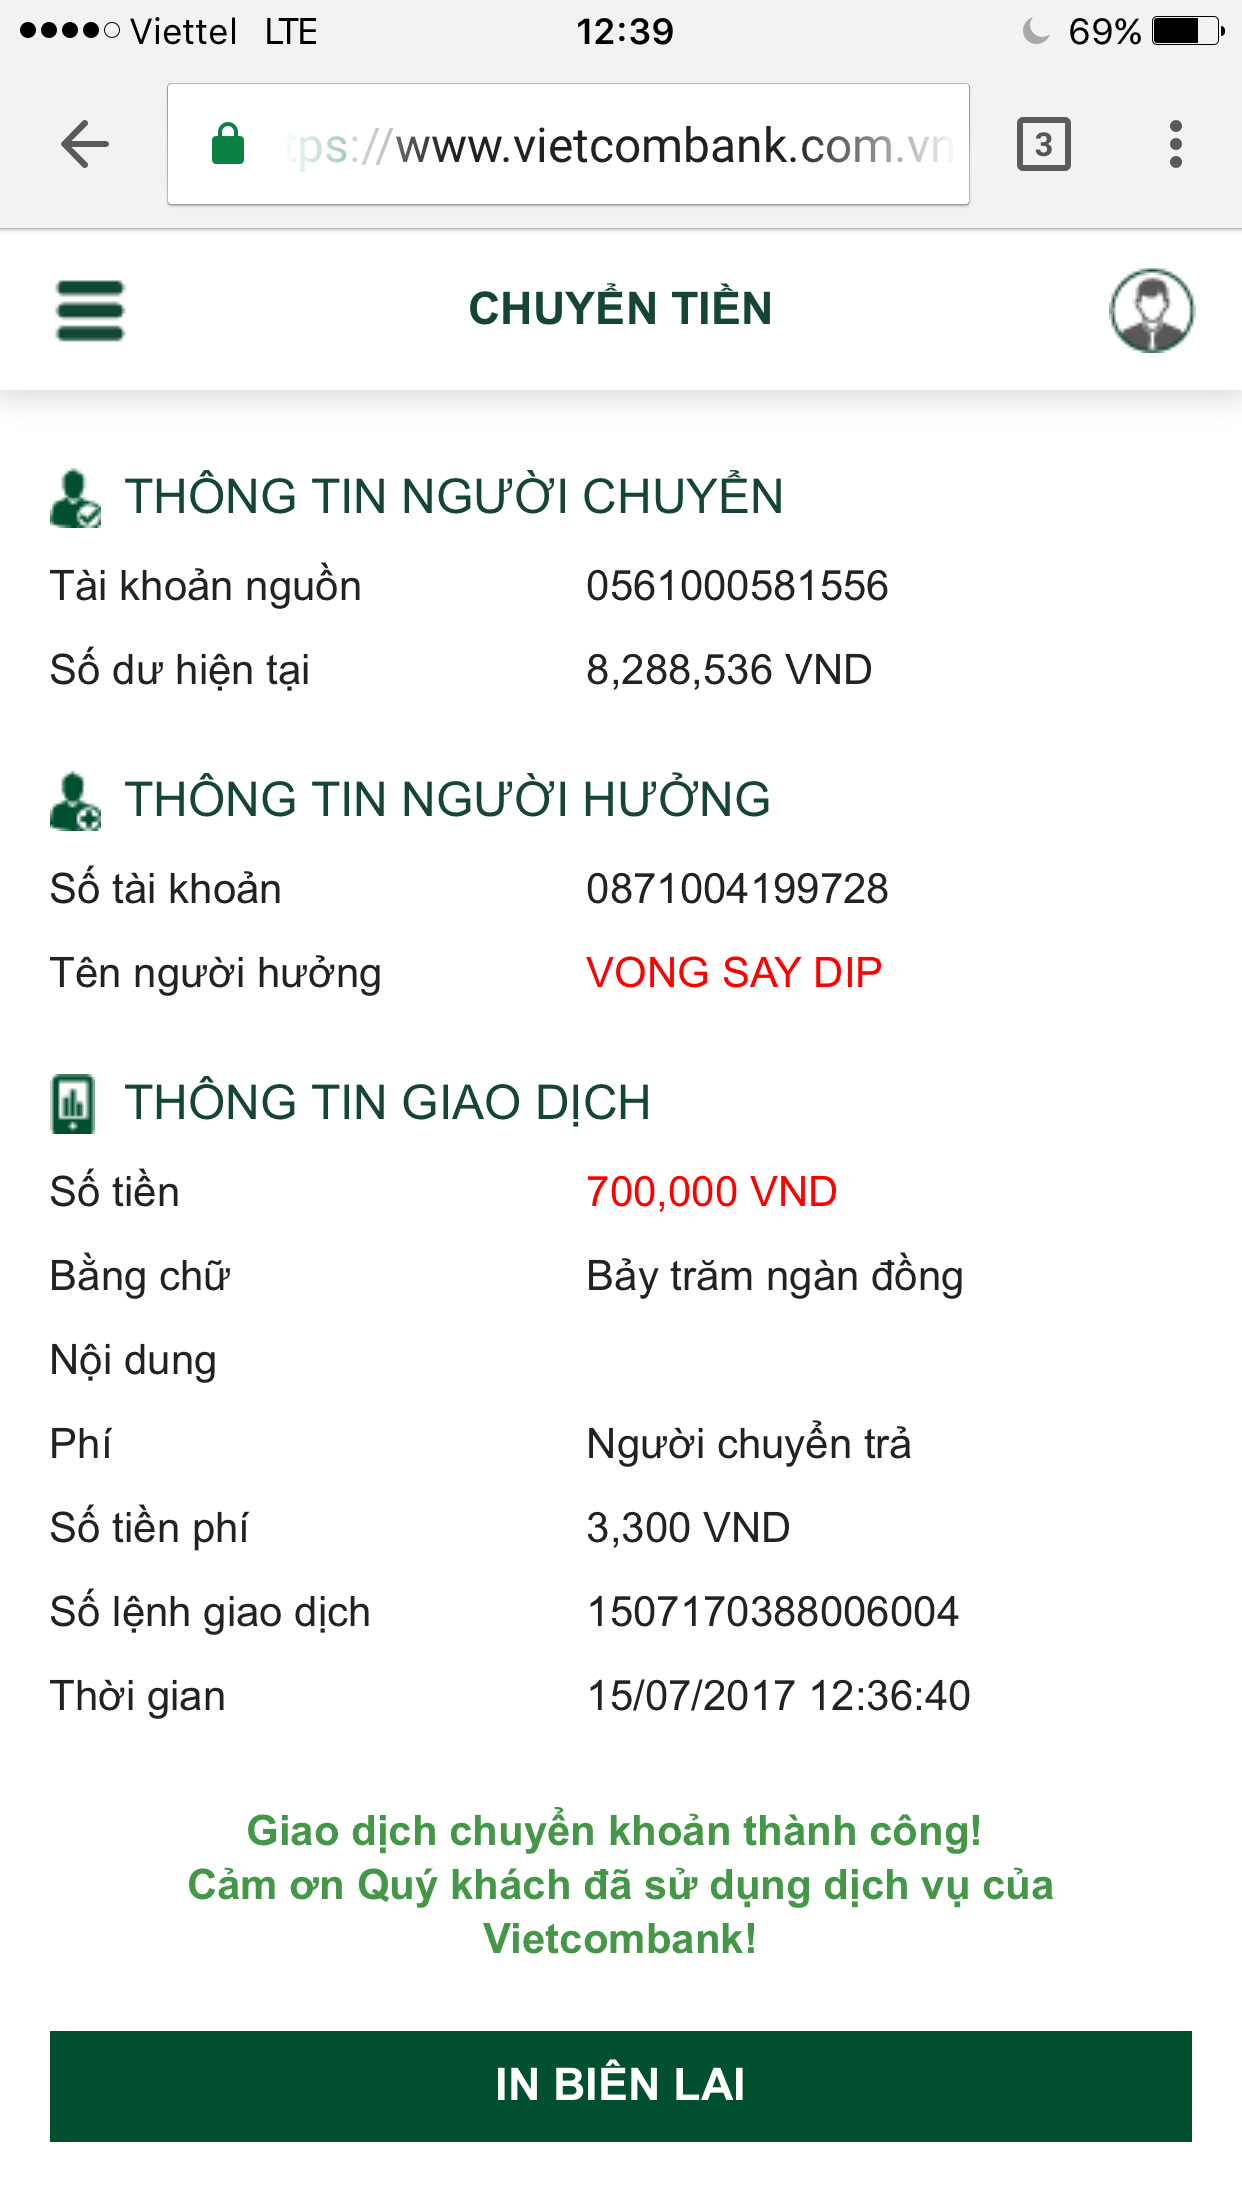 Viettel LTE 12:39 69%
tps://www.vietcombank.com.vn
3
CHUYỂN TIỀN
THÔNG TIN NGƯỜI CHUYỂN
Tài khoản nguồn 0561000581556
Số dư hiện tại 8,288,536 VND
THÔNG TIN NGƯỜI HƯỞNG
Số tài khoản 0871004199728
Tên người hưởng VONG SAY DIP
THÔNG TIN GIAO DỊCH
Số tiền 700,000 VND
Bằng chữ Bảy trăm ngàn đồng
Nội dung
Phí Người chuyển trả
Số tiền phí 3,300 VND
Số lệnh giao dịch 1507170388006004
Thời gian 15/07/2017 12:36:40
Giao dịch chuyển khoản thành công!
Cảm ơn Quý khách đã sử dụng dịch vụ của
Vietcombank!
IN BIÊN LAI